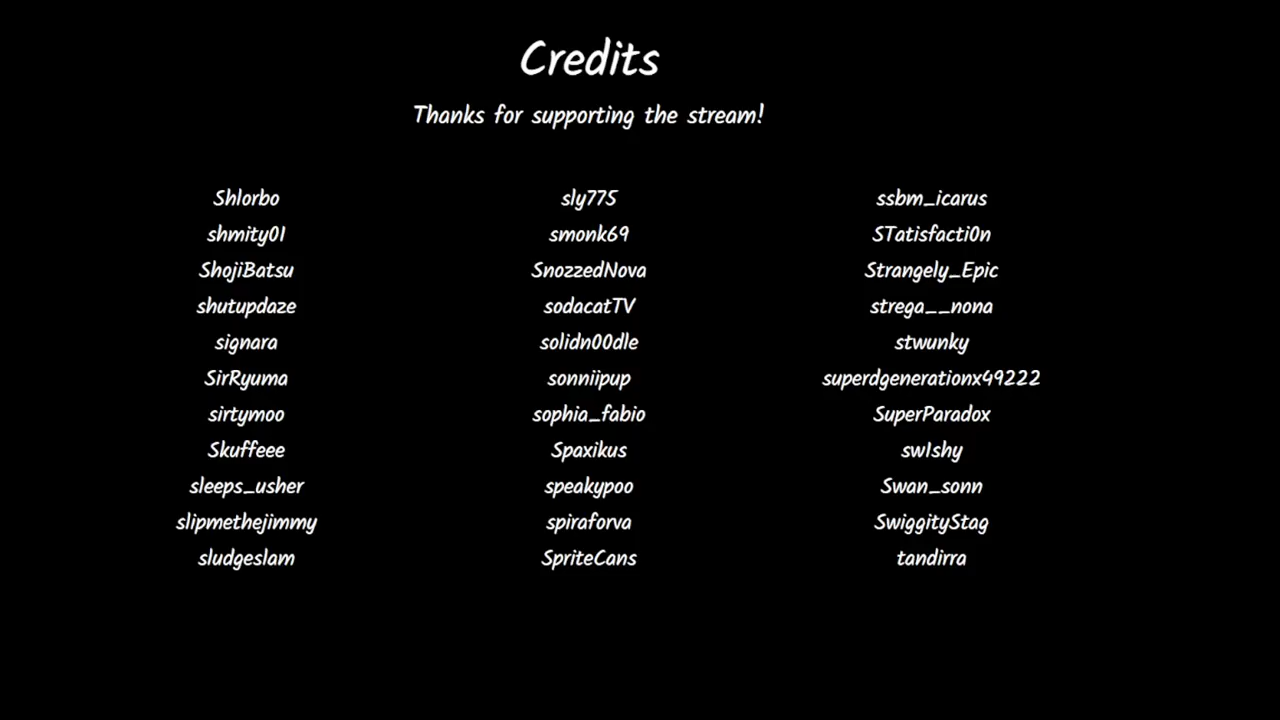 Credits
Thanks for supporting the stream!
Shlorbo
shmity01
ShojiBatsu
shutupdaze
signara
SirRyuma
sirtymoo
Skuffeee
sleeps_usher
slipmethejimmy
sludgeslam
sly775
smonk69
SnozzedNova
sodacatTV
solidn00dle
sonniipup
sophia_fabio
Spaxikus
speakypoo
spiraforva
SpriteCans
ssbm_icarus
STatisfacti0n
Strangely_Epic
strega__nona
stwunky
superdgenerationx49222
SuperParadox
sw1shy
Swan_sonn
SwiggityStag
tandirra